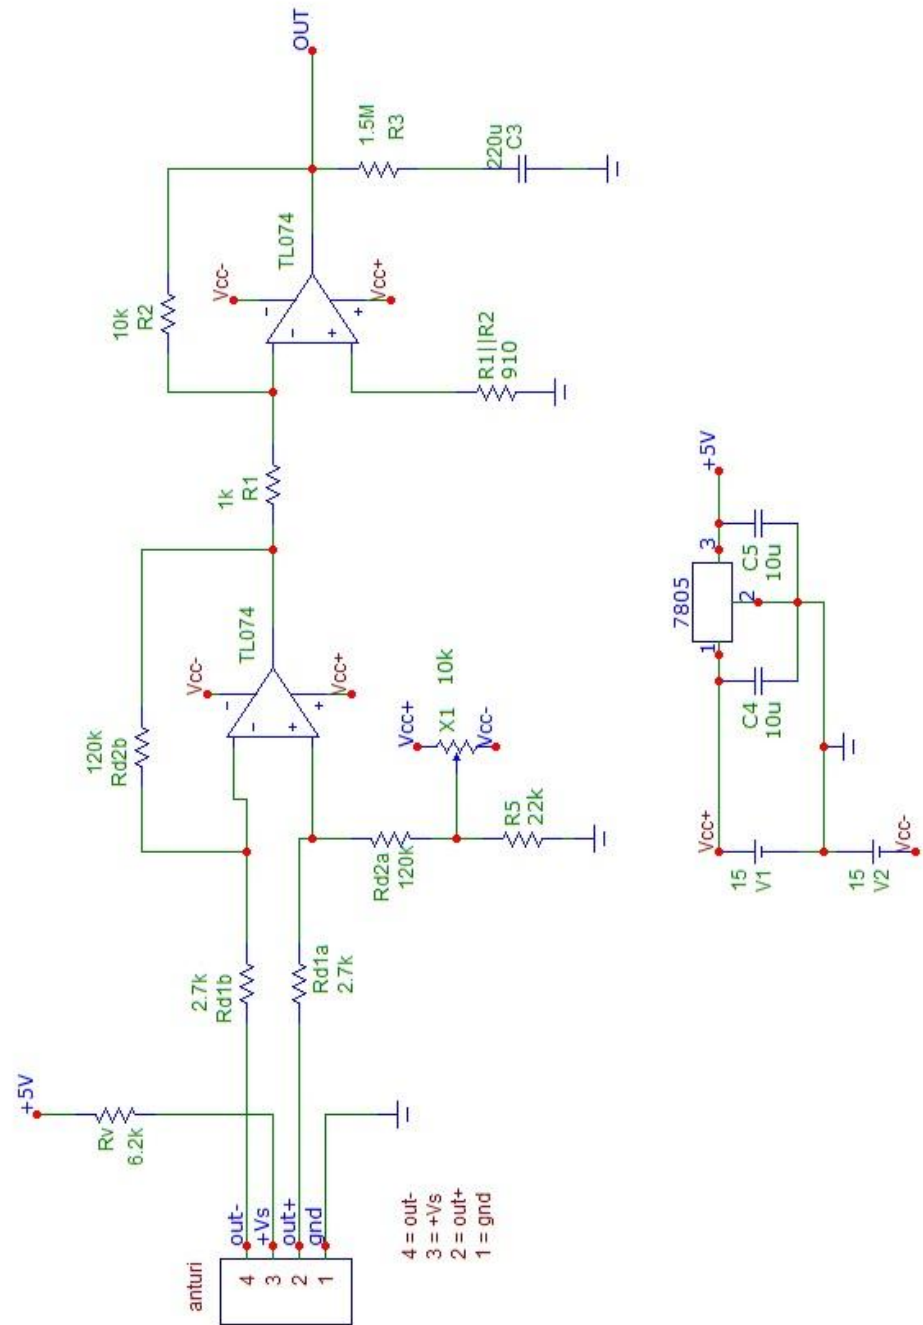 anturi
4
3
2
1
out-
+Vs
out+
gnd
4 = out-
3 = +Vs
2 = out+
1 = gnd
+5V
Rv
6.2k
2.7k
Rd1b
Rd1a
2.7k
120k
Rd2b
Rd2a
120k
R5
22k
Vcc+
X1
10k
Vcc-
Vcc-
-
-
+
+
Vcc+
TL074
1k
R1
10k
R2
R1||R2
910
Vcc-
-
-
+
+
Vcc+
TL074
1.5M
R3
220u
C3
OUT
15
V1
Vcc+
15
V2
Vcc-
C4
10u
7805
1
2
3
C5
10u
+5V